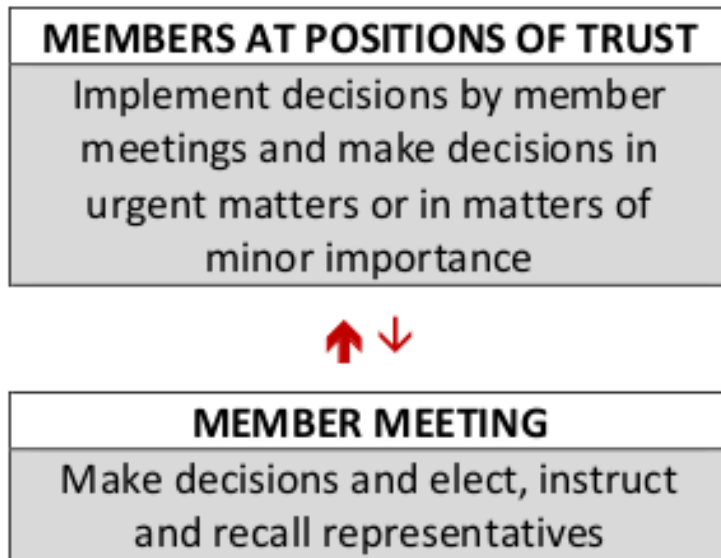 MEMBERS AT POSITIONS OF TRUST
Implement decisions by member
meetings and make decisions in
urgent matters or in matters of
minor importance
MEMBER MEETING
Make decisions and elect, instruct
and recall representatives